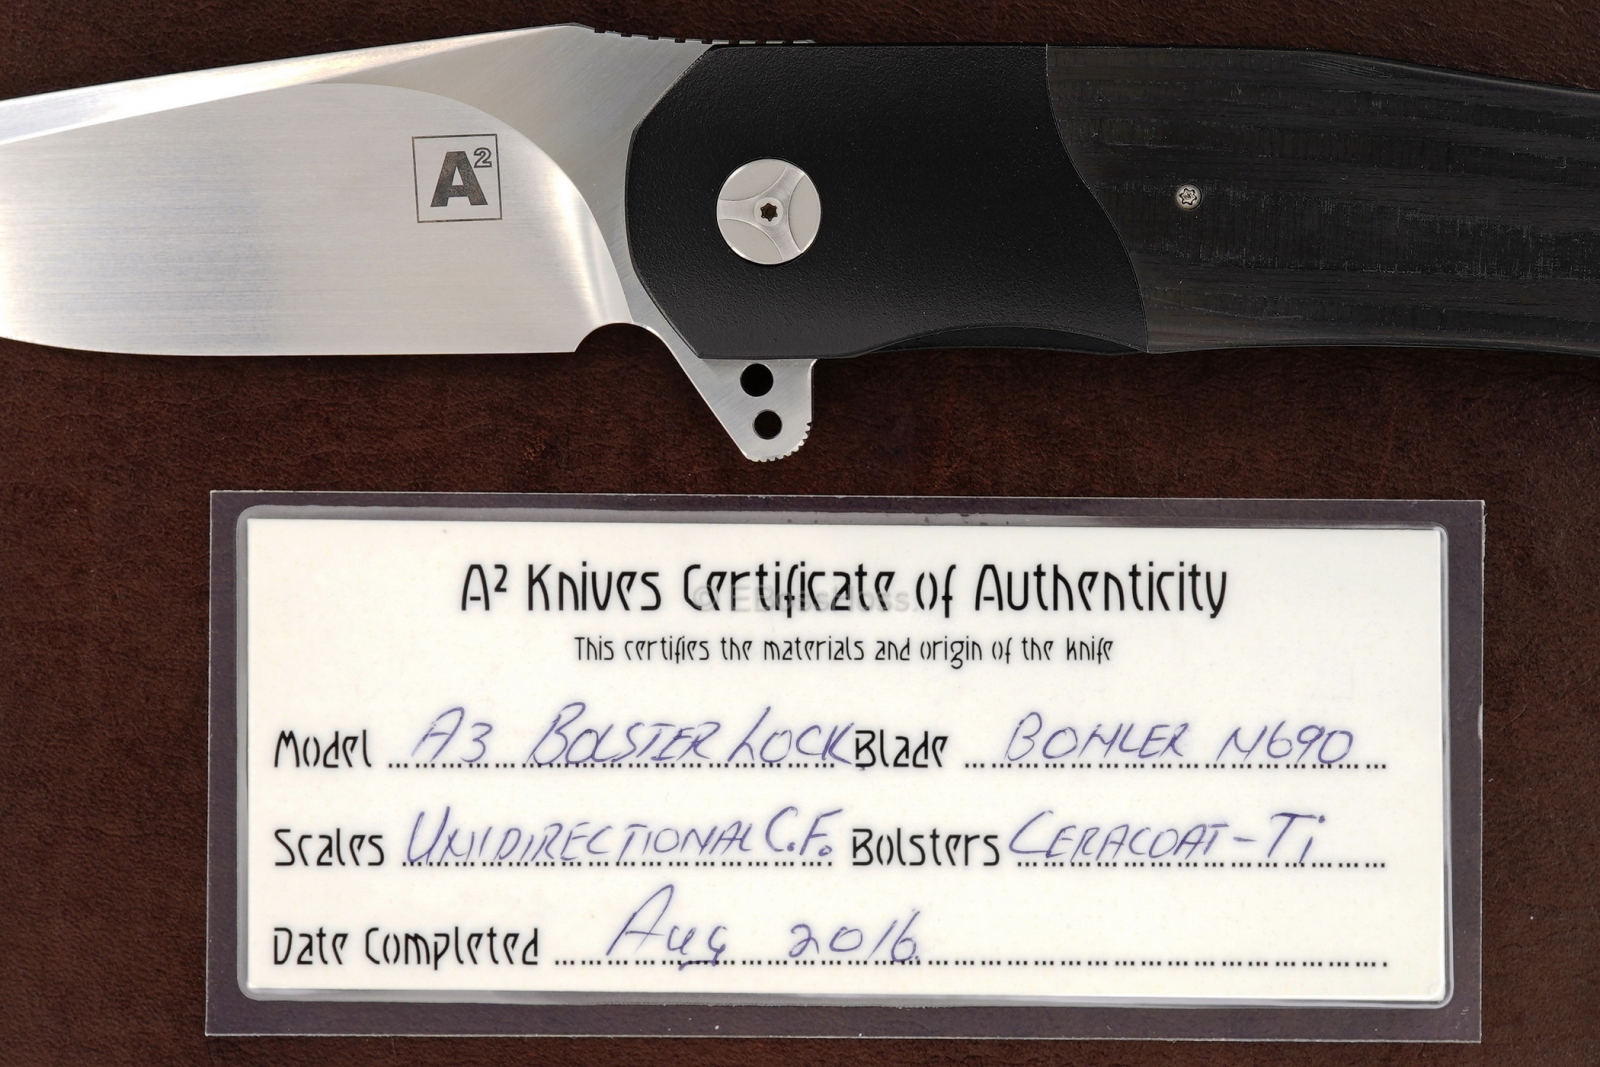 A²
A² Knives Certificate of Authenticity
© EBossHoss
This certifies the materials and origin of the knife
Model A3 BOLSTER LOCK Blade BOHLER N690
Scales UNIDIRECTIONAL C.F. Bolsters CERACOAT-Ti
Date Completed Aug 2016